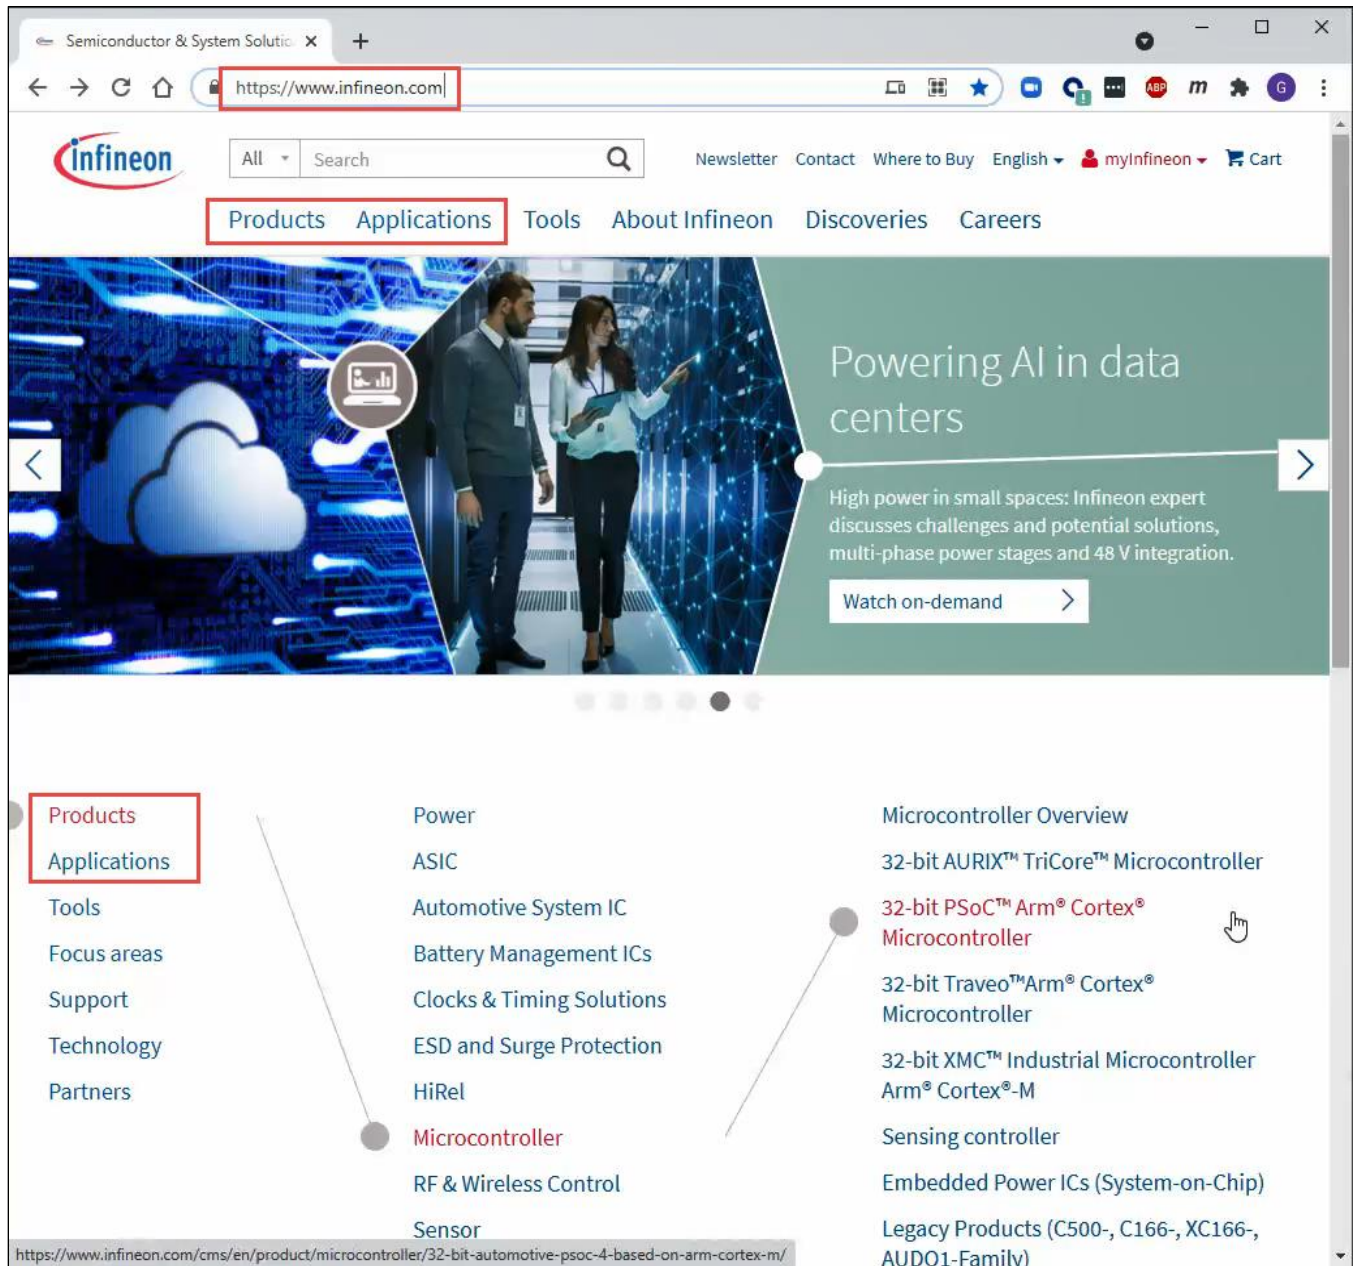 Semiconductor & System Solutio
https://www.infineon.com
ABP
m
G
infineon
All
Search
Newsletter Contact Where to Buy English myInfineon Cart
Products Applications Tools About Infineon Discoveries Careers
Powering AI in data
centers
High power in small spaces: Infineon expert
discusses challenges and potential solutions,
multi-phase power stages and 48 V integration.
Watch on-demand
Products
Applications
Tools
Focus areas
Support
Technology
Partners
Power
ASIC
Automotive System IC
Battery Management ICs
Clocks & Timing Solutions
ESD and Surge Protection
HiRel
Microcontroller
RF & Wireless Control
Sensor
Microcontroller Overview
32-bit AURIX™ TriCore™ Microcontroller
32-bit PSoC™ Arm® Cortex®
Microcontroller
32-bit Traveo™Arm® Cortex®
Microcontroller
32-bit XMC™ Industrial Microcontroller
Arm® Cortex®-M
Sensing controller
Embedded Power ICs (System-on-Chip)
Legacy Products (C500-, C166-, XC166-,
AUDO1-Family)
https://www.infineon.com/cms/en/product/microcontroller/32-bit-automotive-psoc-4-based-on-arm-cortex-m/